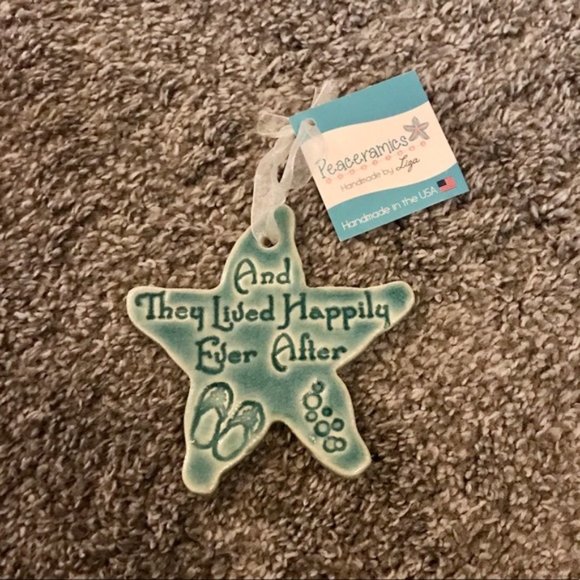 Peaceramics
Handmade by Liza
Handmade in the USA
And
They Lived Happily
Ever After